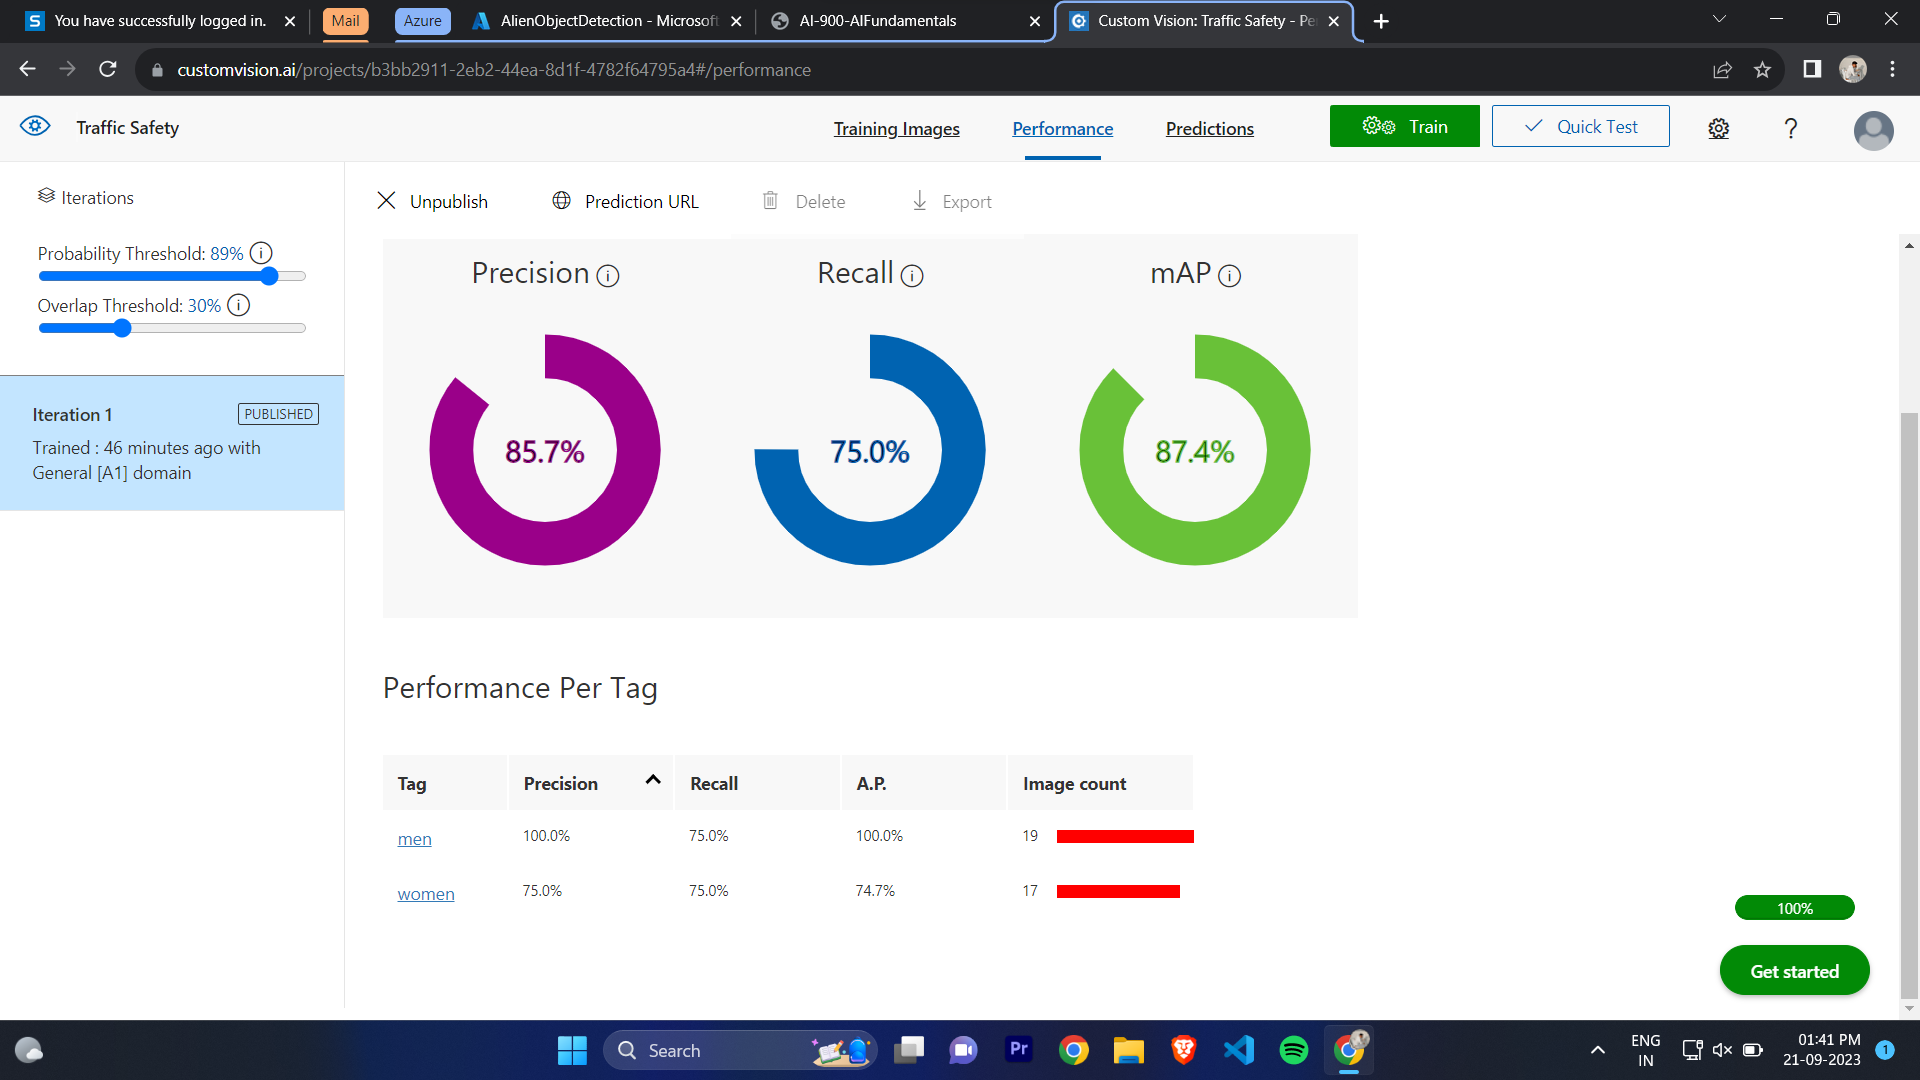 You have successfully logged in.
Mail
Azure
AlienObjectDetection - Microsoft
AI-900-AIFundamentals
Custom Vision: Traffic Safety - Pe
customvision.ai/projects/b3bb2911-2eb2-44ea-8d1f-4782f64795a4#/performance
Traffic Safety
Training Images
Performance
Predictions
Train
Quick Test
Iterations
Unpublish
Prediction URL
Delete
Export
Probability Threshold: 89%
Overlap Threshold: 30%
Iteration 1
PUBLISHED
Trained : 46 minutes ago with
General [A1] domain
Precision
Recall
mAP
85.7%
75.0%
87.4%
Performance Per Tag
Tag Precision Recall A.P. Image count
men 100.0% 75.0% 100.0% 19
women 75.0% 75.0% 74.7% 17
100%
Get started
Search
Pr
ENG
IN
01:41 PM
21-09-2023
1